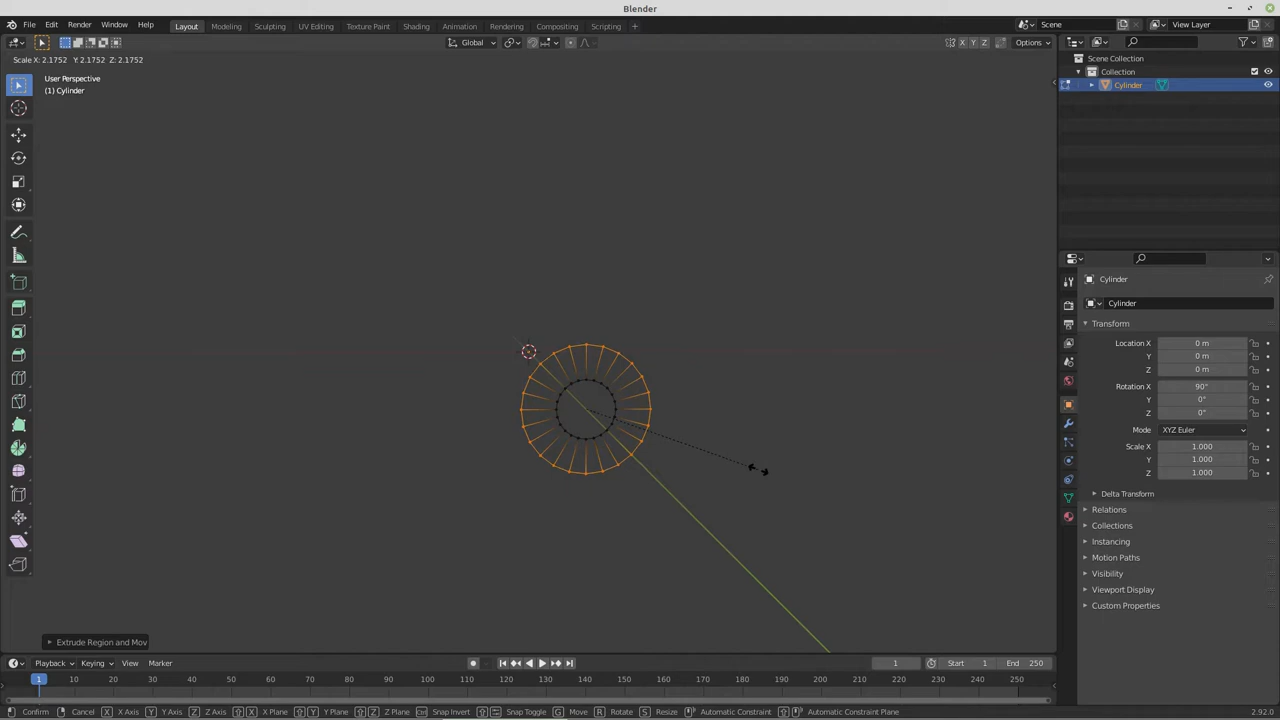 Blender
File Edit Render Window Help
Layout Modeling Sculpting UV Editing Texture Paint Shading Animation Rendering Compositing Scripting +
Scene
View Layer
Global
X Y Z
Options
Scale X: 2.1752 Y: 2.1752 Z: 2.1752
User Perspective
(1) Cylinder
Scene Collection
Collection
Cylinder
Cylinder
Cylinder
Transform
Location X 0 m
Y 0 m
Z 0 m
Rotation X 90°
Y 0°
Z 0°
Mode XYZ Euler
Scale X 1.000
Y 1.000
Z 1.000
Delta Transform
Relations
Collections
Instancing
Motion Paths
Visibility
Viewport Display
Custom Properties
Extrude Region and Mov
Playback Keying View Marker
1 Start 1 End 250
1 10 20 30 40 50 60 70 80 90 100 110 120 130 140 150 160 170 180 190 200 210 220 230 240 250
Confirm Cancel X X Axis Y Y Axis Z Z Axis X X Plane Y Y Plane Z Z Plane Ctrl Snap Invert Snap Toggle G Move R Rotate S Resize Automatic Constraint Automatic Constraint Plane
2.92.0